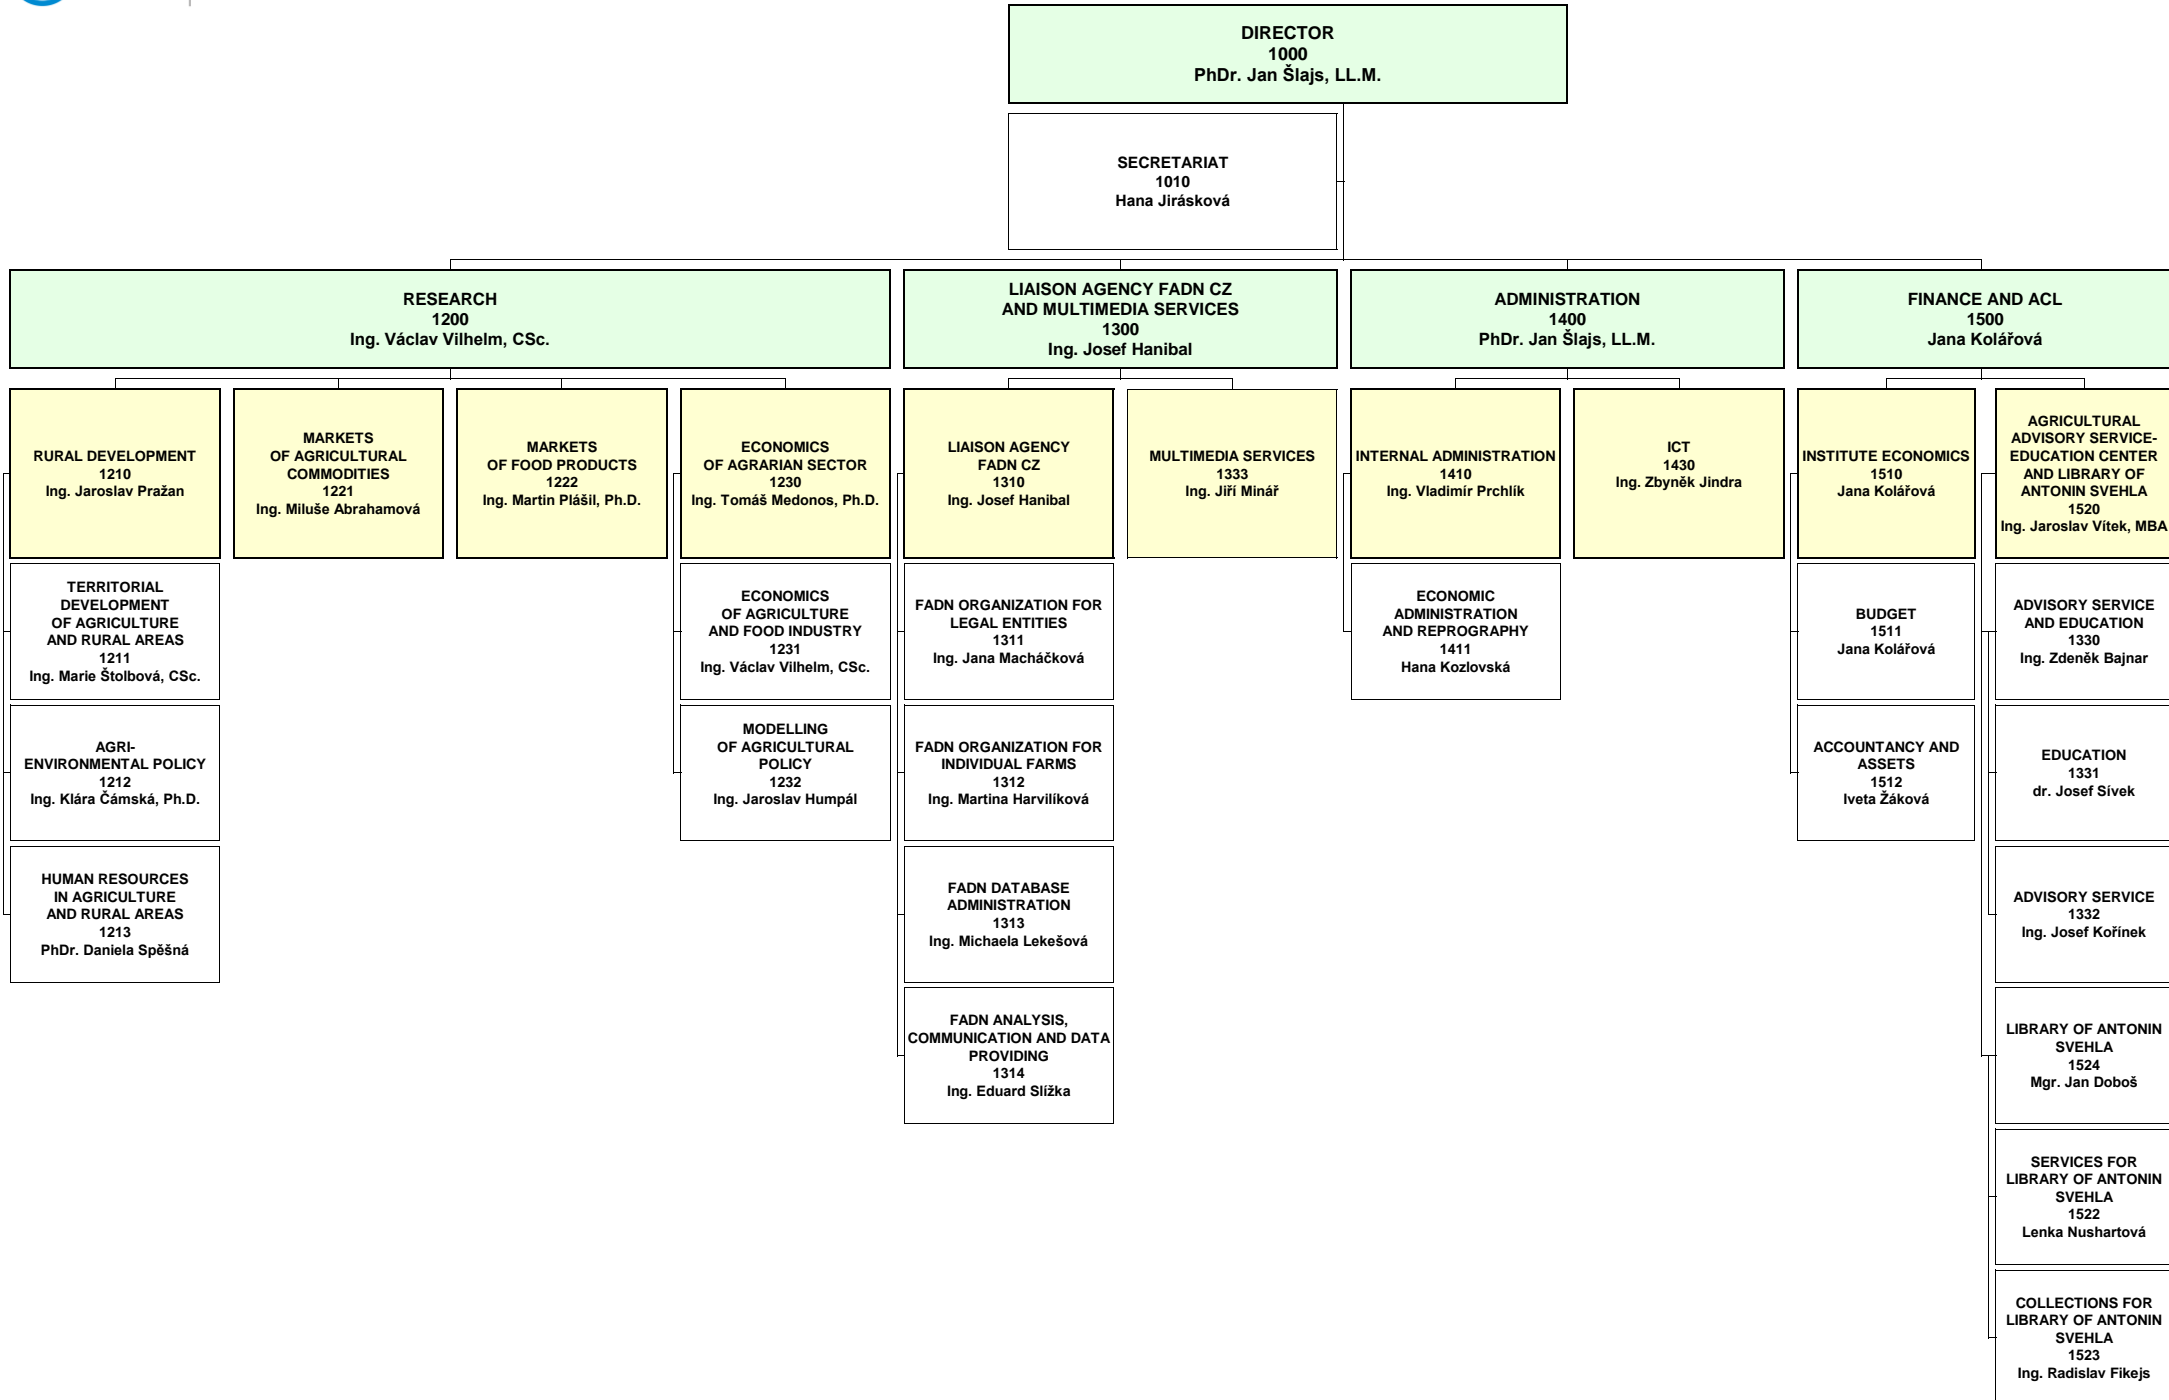 DIRECTOR
1000
PhDr. Jan Šlajs, LL.M.
SECRETARIAT
1010
Hana Jirásková
RESEARCH
1200
Ing. Václav Vilhelm, CSc.
LIAISON AGENCY FADN CZ
AND MULTIMEDIA SERVICES
1300
Ing. Josef Hanibal
ADMINISTRATION
1400
PhDr. Jan Šlajs, LL.M.
FINANCE AND ACL
1500
Jana Kolářová
RURAL DEVELOPMENT
1210
Ing. Jaroslav Pražan
MARKETS
OF AGRICULTURAL
COMMODITIES
1221
Ing. Miluše Abrahamová
MARKETS
OF FOOD PRODUCTS
1222
Ing. Martin Plášil, Ph.D.
ECONOMICS
OF AGRARIAN SECTOR
1230
Ing. Tomáš Medonos, Ph.D.
LIAISON AGENCY
FADN CZ
1310
Ing. Josef Hanibal
MULTIMEDIA SERVICES
1333
Ing. Jiří Minář
INTERNAL ADMINISTRATION
1410
Ing. Vladimír Prchlík
ICT
1430
Ing. Zbyněk Jindra
INSTITUTE ECONOMICS
1510
Jana Kolářová
AGRICULTURAL
ADVISORY SERVICE-
EDUCATION CENTER
AND LIBRARY OF
ANTONIN SVEHLA
1520
Ing. Jaroslav Vítek, MBA
TERRITORIAL
DEVELOPMENT
OF AGRICULTURE
AND RURAL AREAS
1211
Ing. Marie Štolbová, CSc.
ECONOMICS
OF AGRICULTURE
AND FOOD INDUSTRY
1231
Ing. Václav Vilhelm, CSc.
FADN ORGANIZATION FOR
LEGAL ENTITIES
1311
Ing. Jana Macháčková
ECONOMIC
ADMINISTRATION
AND REPROGRAPHY
1411
Hana Kozlovská
BUDGET
1511
Jana Kolářová
ADVISORY SERVICE
AND EDUCATION
1330
Ing. Zdeněk Bajnar
AGRI-
ENVIRONMENTAL POLICY
1212
Ing. Klára Čámská, Ph.D.
MODELLING
OF AGRICULTURAL
POLICY
1232
Ing. Jaroslav Humpál
FADN ORGANIZATION FOR
INDIVIDUAL FARMS
1312
Ing. Martina Harvilíková
ACCOUNTANCY AND
ASSETS
1512
Iveta Žáková
EDUCATION
1331
dr. Josef Sívek
HUMAN RESOURCES
IN AGRICULTURE
AND RURAL AREAS
1213
PhDr. Daniela Spěšná
FADN DATABASE
ADMINISTRATION
1313
Ing. Michaela Lekešová
ADVISORY SERVICE
1332
Ing. Josef Kořínek
FADN ANALYSIS,
COMMUNICATION AND DATA
PROVIDING
1314
Ing. Eduard Slížka
LIBRARY OF ANTONIN
SVEHLA
1524
Mgr. Jan Doboš
SERVICES FOR
LIBRARY OF ANTONIN
SVEHLA
1522
Lenka Nushartová
COLLECTIONS FOR
LIBRARY OF ANTONIN
SVEHLA
1523
Ing. Radislav Fikejs